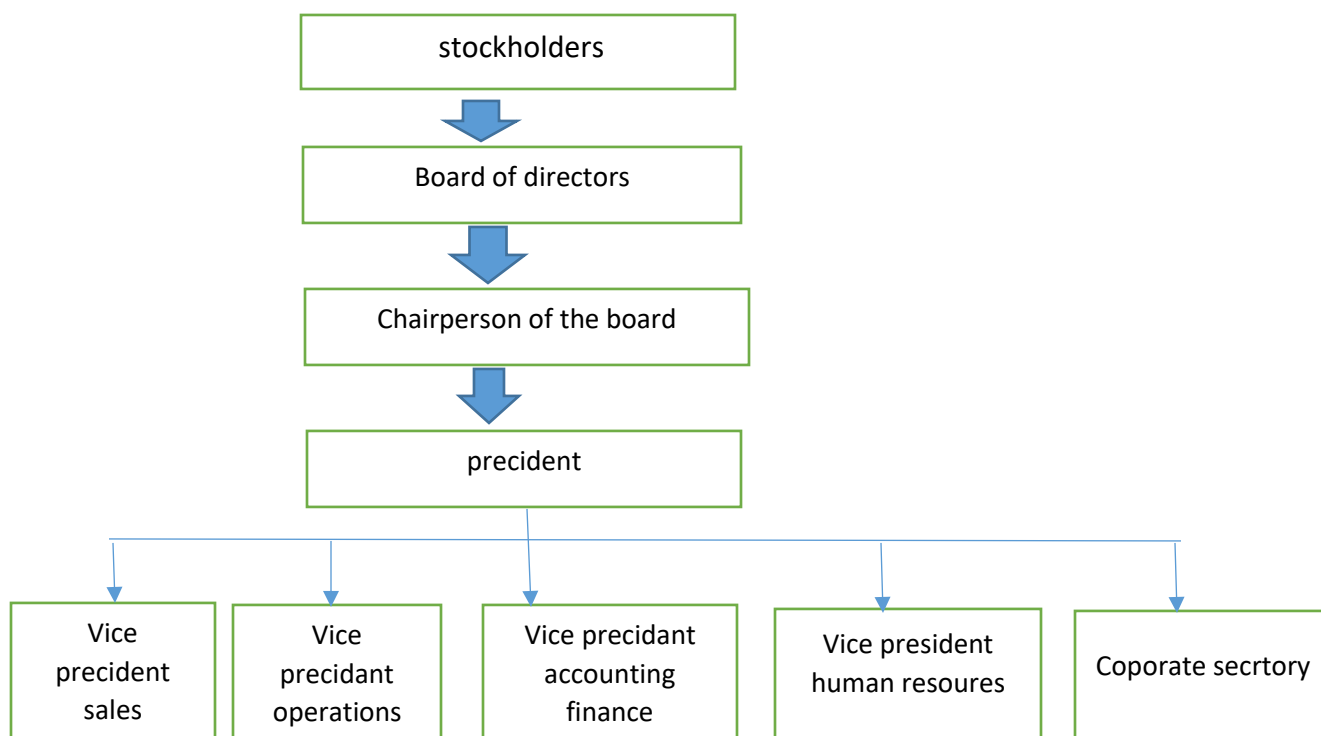 stockholders
Board of directors
Chairperson of the board
precident
Vice
precident
sales
Vice
precidant
operations
Vice precidant
accounting
finance
Vice president
human resoures
Coporate secrtory